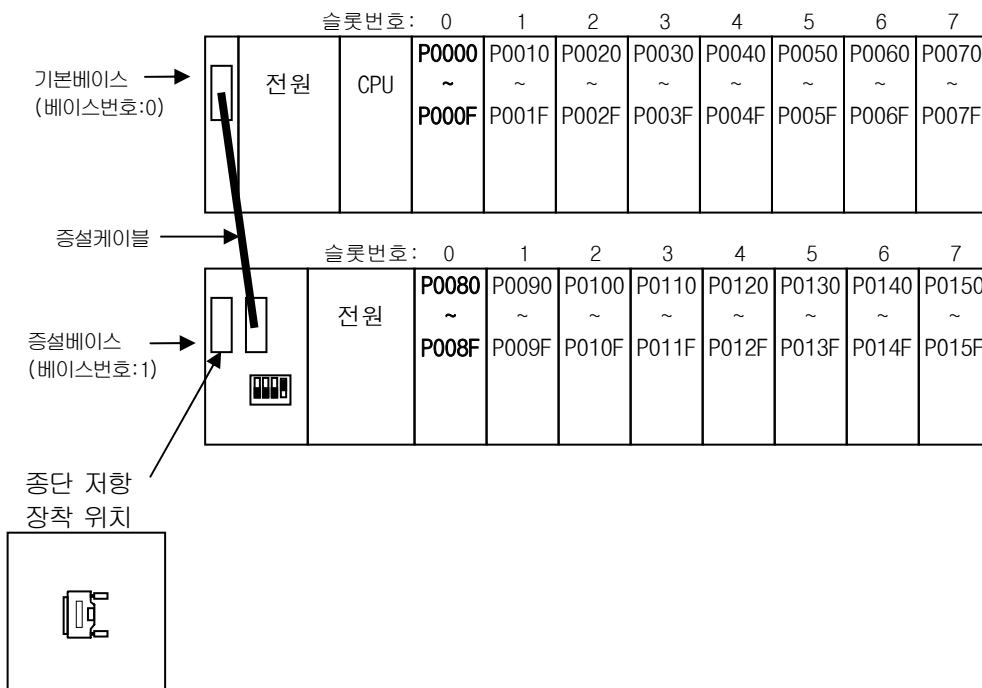 슬롯번호: 0 1 2 3 4 5 6 7
기본베이스
(베이스번호:0)
전원 CPU
P0000 P0010 P0020 P0030 P0040 P0050 P0060 P0070
~ ~ ~ ~ ~ ~ ~ ~
P000F P001F P002F P003F P004F P005F P006F P007F
증설케이블
슬롯번호: 0 1 2 3 4 5 6 7
증설베이스
(베이스번호:1)
전원
P0080 P0090 P0100 P0110 P0120 P0130 P0140 P0150
~ ~ ~ ~ ~ ~ ~ ~
P008F P009F P010F P011F P012F P013F P014F P015F
종단 저항
장착 위치